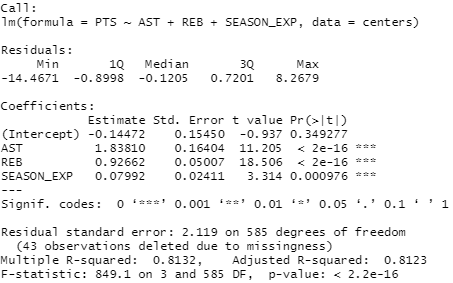 Call:
lm(formula = PTS ~ AST + REB + SEASON_EXP, data = centers)
Residuals:
Min 1Q Median 3Q Max
-14.4671 -0.8998 -0.1205 0.7201 8.2679
Coefficients:
Estimate Std. Error t value Pr(>|t|)
(Intercept) -0.14472 0.15450 -0.937 0.349277
AST 1.83810 0.16404 11.205 < 2e-16 ***
REB 0.92662 0.05007 18.506 < 2e-16 ***
SEASON_EXP 0.07992 0.02411 3.314 0.000976 ***
---
Signif. codes: 0 ‘***’ 0.001 ‘**’ 0.01 ‘*’ 0.05 ‘.’ 0.1 ‘ ’ 1
Residual standard error: 2.119 on 585 degrees of freedom
(43 observations deleted due to missingness)
Multiple R-squared: 0.8132, Adjusted R-squared: 0.8123
F-statistic: 849.1 on 3 and 585 DF, p-value: < 2.2e-16